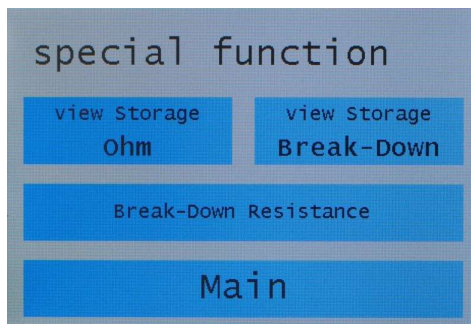 special function
view Storage
Ohm
view Storage
Break-Down
Break-Down Resistance
Main